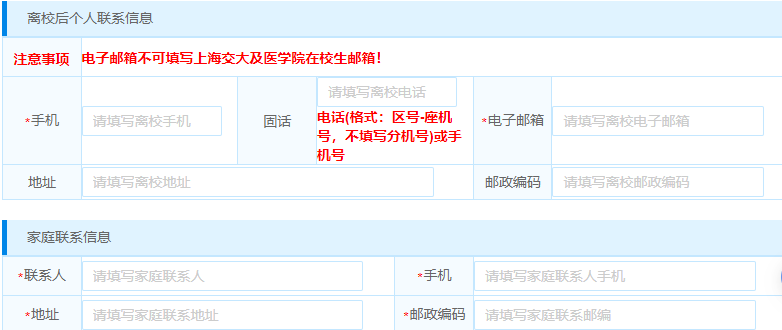 离校后个人联系信息
注意事项 电子邮箱不可填写上海交大及医学院在校生邮箱！
*手机 请填写离校手机 固话 请填写离校电话
电话(格式：区号-座机
号，不填写分机号)或手
机号
*电子邮箱 请填写离校电子邮箱
地址 请填写离校地址 邮政编码 请填写离校邮政编码
家庭联系信息
*联系人 请填写家庭联系人 *手机 请填写家庭联系人手机
*地址 请填写家庭联系地址 *邮政编码 请填写家庭联系邮编